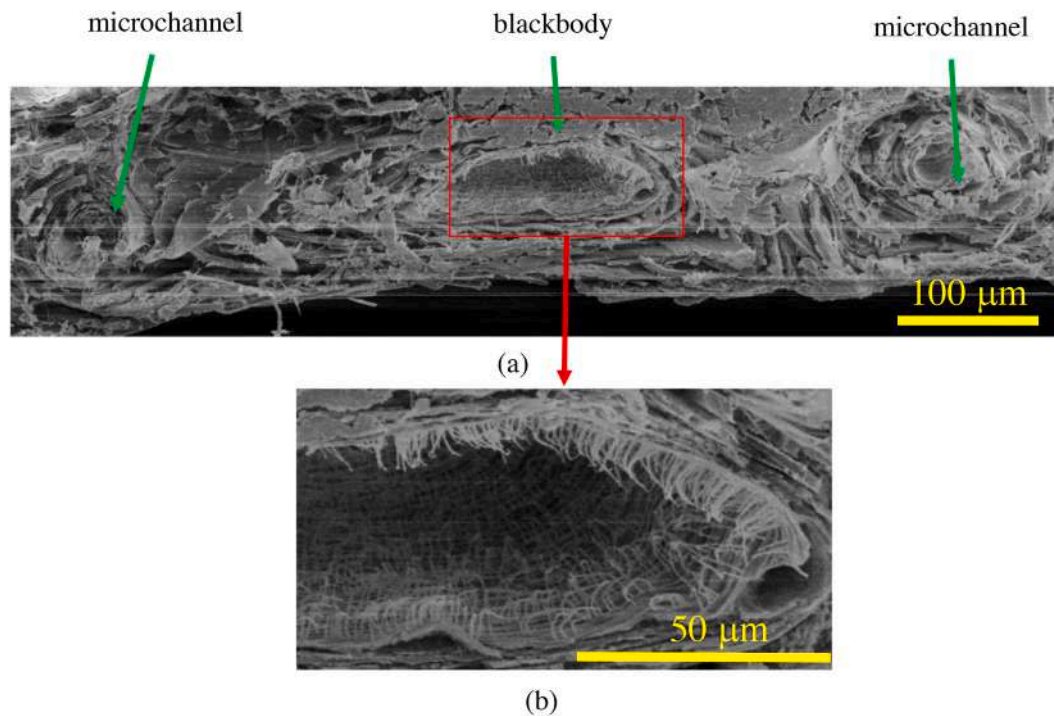 microchannel
blackbody
microchannel
100 μm
(a)
50 μm
(b)